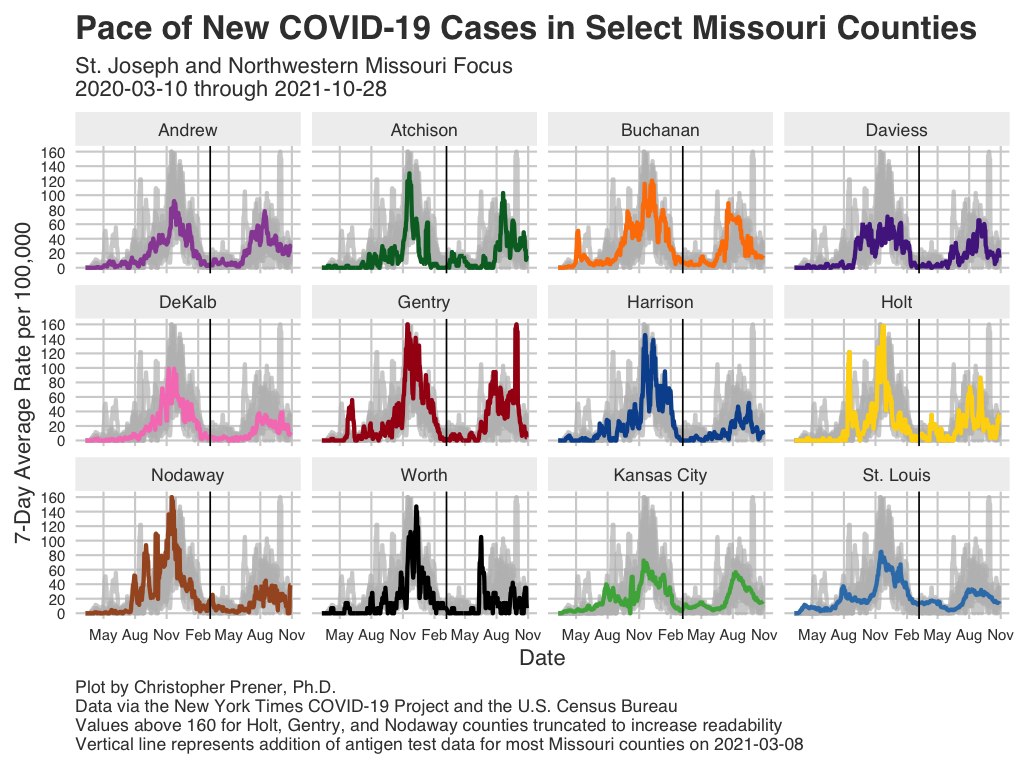 Pace of New COVID-19 Cases in Select Missouri Counties
St. Joseph and Northwestern Missouri Focus
2020-03-10 through 2021-10-28
Andrew Atchison Buchanan Daviess
160
140
120
100
80
60
40
20
0
DeKalb Gentry Harrison Holt
160
140
120
100
80
60
40
20
0
Nodaway Worth Kansas City St. Louis
160
140
120
100
80
60
40
20
0
7-Day Average Rate per 100,000
May Aug Nov Feb May Aug Nov May Aug Nov Feb May Aug Nov May Aug Nov Feb May Aug Nov May Aug Nov Feb May Aug Nov
Date
Plot by Christopher Prener, Ph.D.
Data via the New York Times COVID-19 Project and the U.S. Census Bureau
Values above 160 for Holt, Gentry, and Nodaway counties truncated to increase readability
Vertical line represents addition of antigen test data for most Missouri counties on 2021-03-08